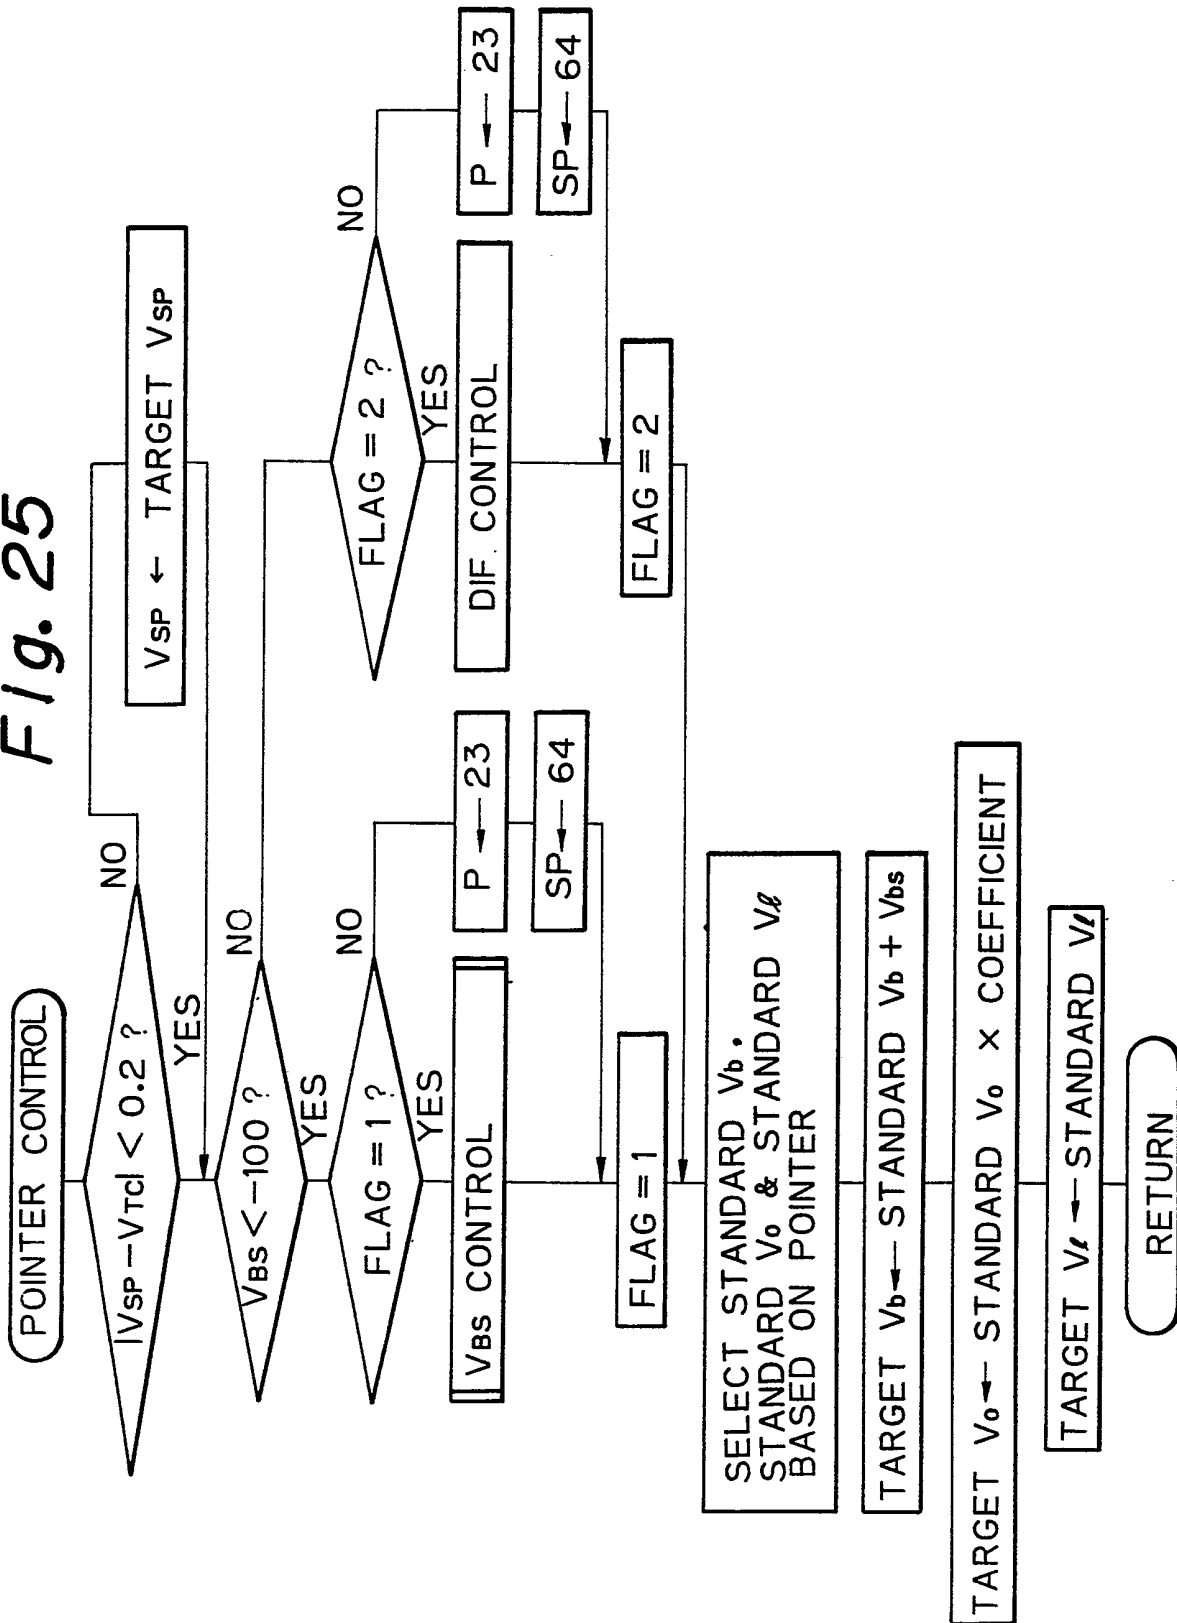 Fig. 25
POINTER CONTROL
|VSP−VTC|<0.2 ?
NO
YES
VSP ← TARGET VSP
VBS<−100 ?
NO
YES
FLAG=1 ?
NO
YES
FLAG=2 ?
NO
YES
VBS CONTROL
P←23
SP←64
DIF. CONTROL
P←23
SP←64
FLAG=1
FLAG=2
SELECT STANDARD Vb.
STANDARD Vo & STANDARD Vℓ
BASED ON POINTER
TARGET Vb←STANDARD Vb + Vbs
TARGET Vo←STANDARD Vo × COEFFICIENT
TARGET Vℓ←STANDARD Vℓ
RETURN